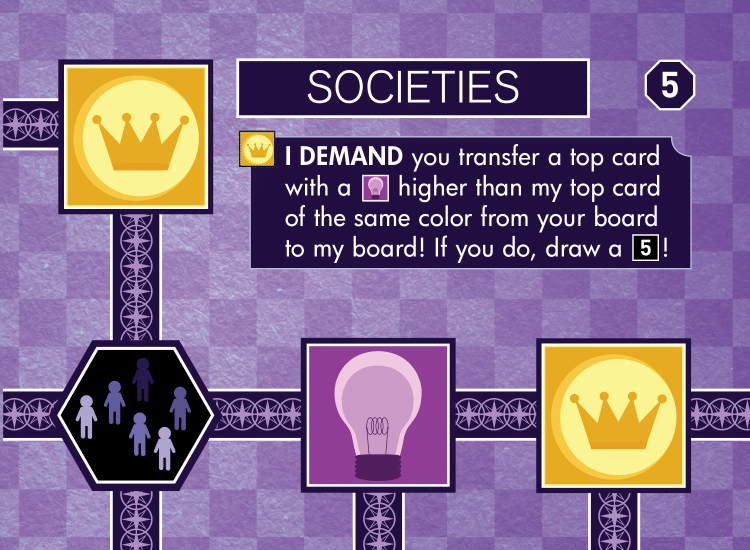 SOCIETIES
5
I DEMAND you transfer a top card
with a higher than my top card
of the same color from your board
to my board! If you do, draw a 5!